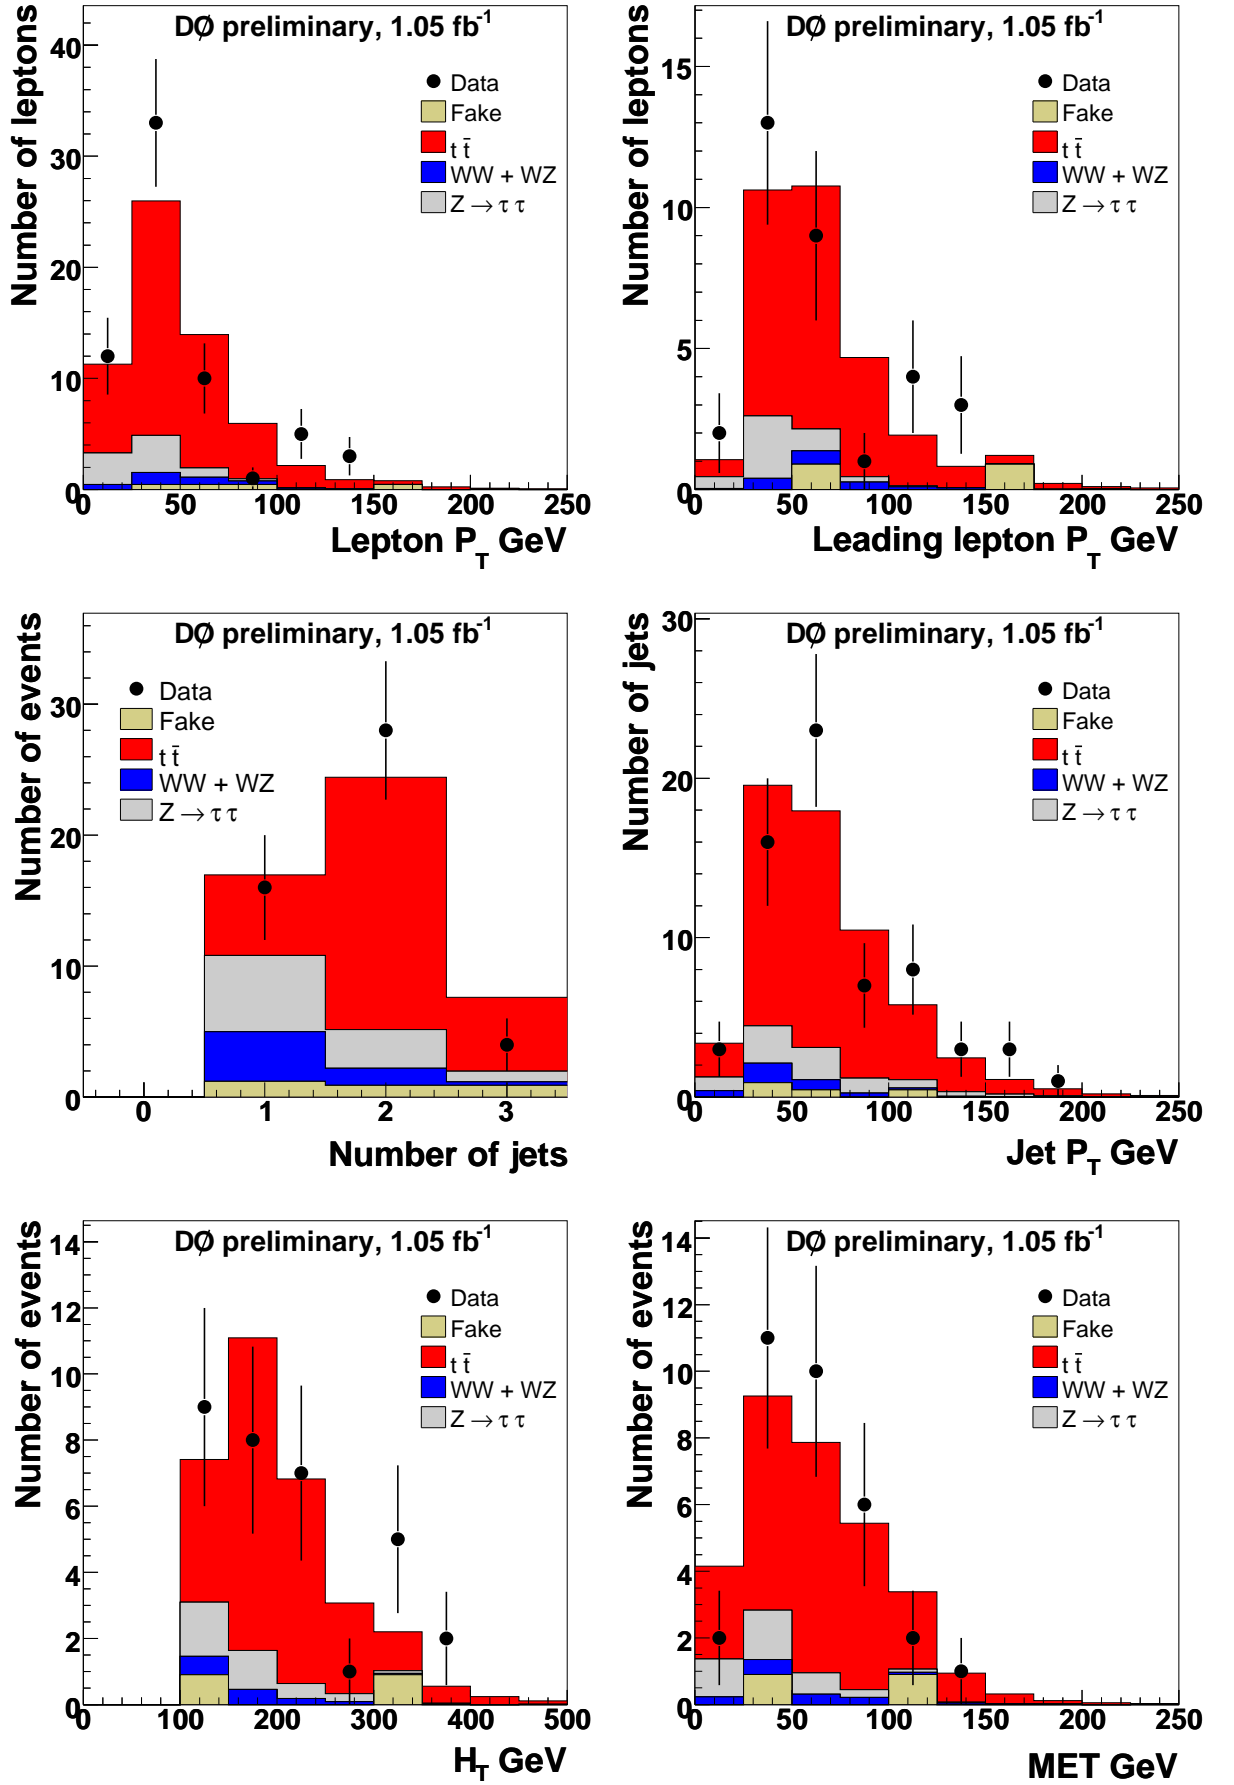 DØ preliminary, 1.05 fb-1
Number of leptons
40
30
20
10
0
Data
Fake
t t̄
WW + WZ
Z → τ τ
0 50 100 150 200 250
Lepton PT GeV
DØ preliminary, 1.05 fb-1
Number of leptons
15
10
5
0
Data
Fake
t t̄
WW + WZ
Z → τ τ
0 50 100 150 200 250
Leading lepton PT GeV
DØ preliminary, 1.05 fb-1
Number of events
30
20
10
0
Data
Fake
t t̄
WW + WZ
Z → τ τ
0 1 2 3
Number of jets
DØ preliminary, 1.05 fb-1
Number of jets
30
20
10
0
Data
Fake
t t̄
WW + WZ
Z → τ τ
0 50 100 150 200 250
Jet PT GeV
DØ preliminary, 1.05 fb-1
Number of events
14
12
10
8
6
4
2
0
Data
Fake
t t̄
WW + WZ
Z → τ τ
0 100 200 300 400 500
HT GeV
DØ preliminary, 1.05 fb-1
Number of events
14
12
10
8
6
4
2
0
Data
Fake
t t̄
WW + WZ
Z → τ τ
0 50 100 150 200 250
MET GeV